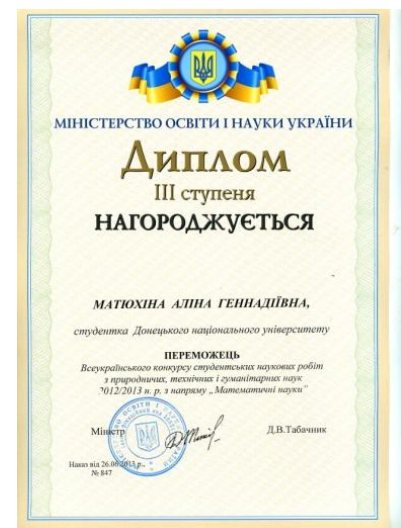 МІНІСТЕРСТВО ОСВІТИ І НАУКИ УКРАЇНИ
Диплом
III ступеня
НАГОРОДЖУЄТЬСЯ
МАТЮХІНА АЛІНА ГЕННАДІЇВНА,
студентка Донецького національного університету
ПЕРЕМОЖЕЦЬ
Всеукраїнського конкурсу студентських наукових робіт
з природничих, технічних і гуманітарних наук
2012/2013 н. р. з напряму „Математичні науки"
Міністр
Д.В.Табачник
Наказ від 26.06.2013 р.,
№ 847